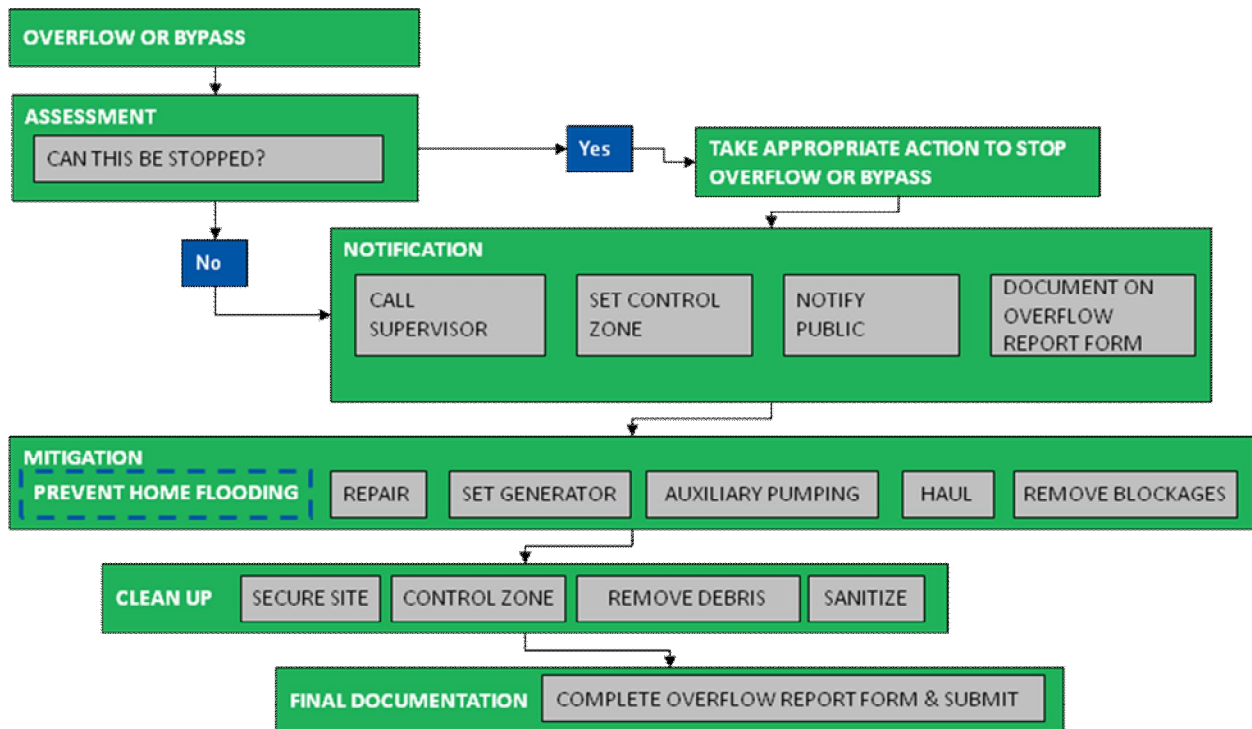 OVERFLOW OR BYPASS
ASSESSMENT
CAN THIS BE STOPPED?
Yes
TAKE APPROPRIATE ACTION TO STOP
OVERFLOW OR BYPASS
No
NOTIFICATION
CALL
SUPERVISOR
SET CONTROL
ZONE
NOTIFY
PUBLIC
DOCUMENT ON
OVERFLOW
REPORT FORM
MITIGATION
PREVENT HOME FLOODING
REPAIR
SET GENERATOR
AUXILIARY PUMPING
HAUL
REMOVE BLOCKAGES
CLEAN UP
SECURE SITE
CONTROL ZONE
REMOVE DEBRIS
SANITIZE
FINAL DOCUMENTATION
COMPLETE OVERFLOW REPORT FORM & SUBMIT